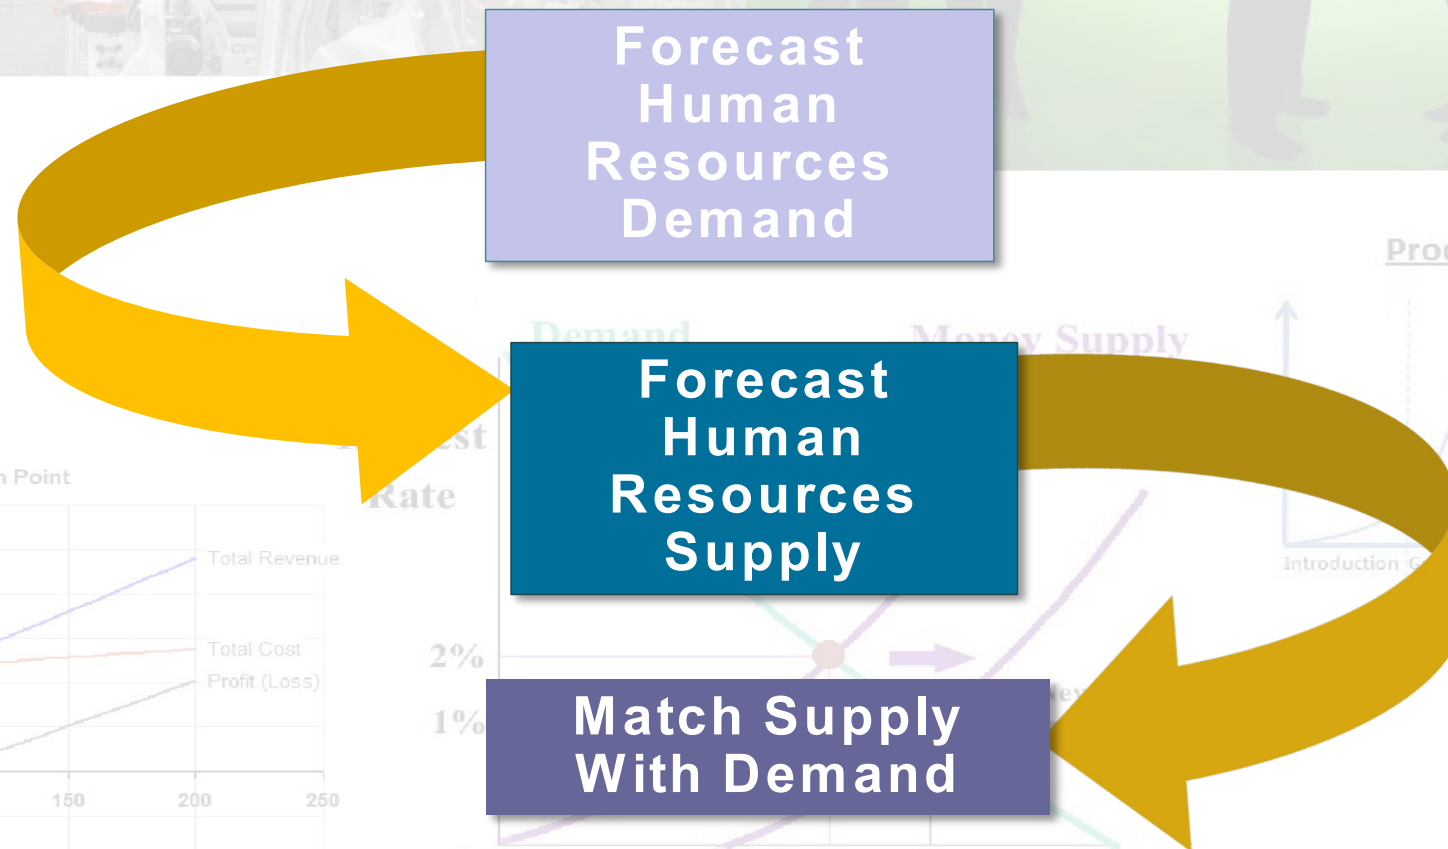 Forecast
Human
Resources
Demand
Demand
Money Supply
Forecast
Human
Resources
Supply
Rate
n Point
Total Revenue
Total Cost
Profit (Loss)
150
200
250
2%
1%
Introduction
Match Supply
With Demand